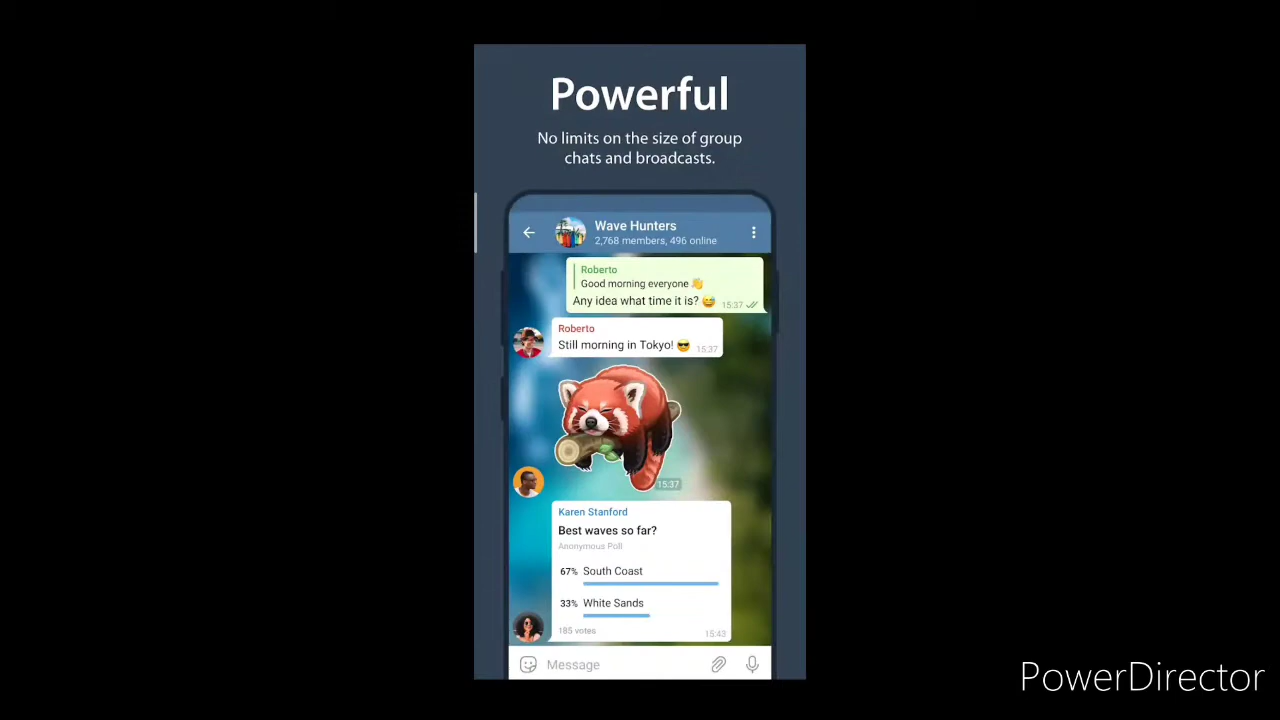 Powerful
No limits on the size of group
chats and broadcasts.
Wave Hunters
2,768 members, 496 online
Roberto
Good morning everyone 👋
Any idea what time it is? 😅 15:37
Roberto
Still morning in Tokyo! 😎 15:37
15:37
Karen Stanford
Best waves so far?
Anonymous Poll
67% South Coast
33% White Sands
185 votes 15:43
Message
PowerDirector